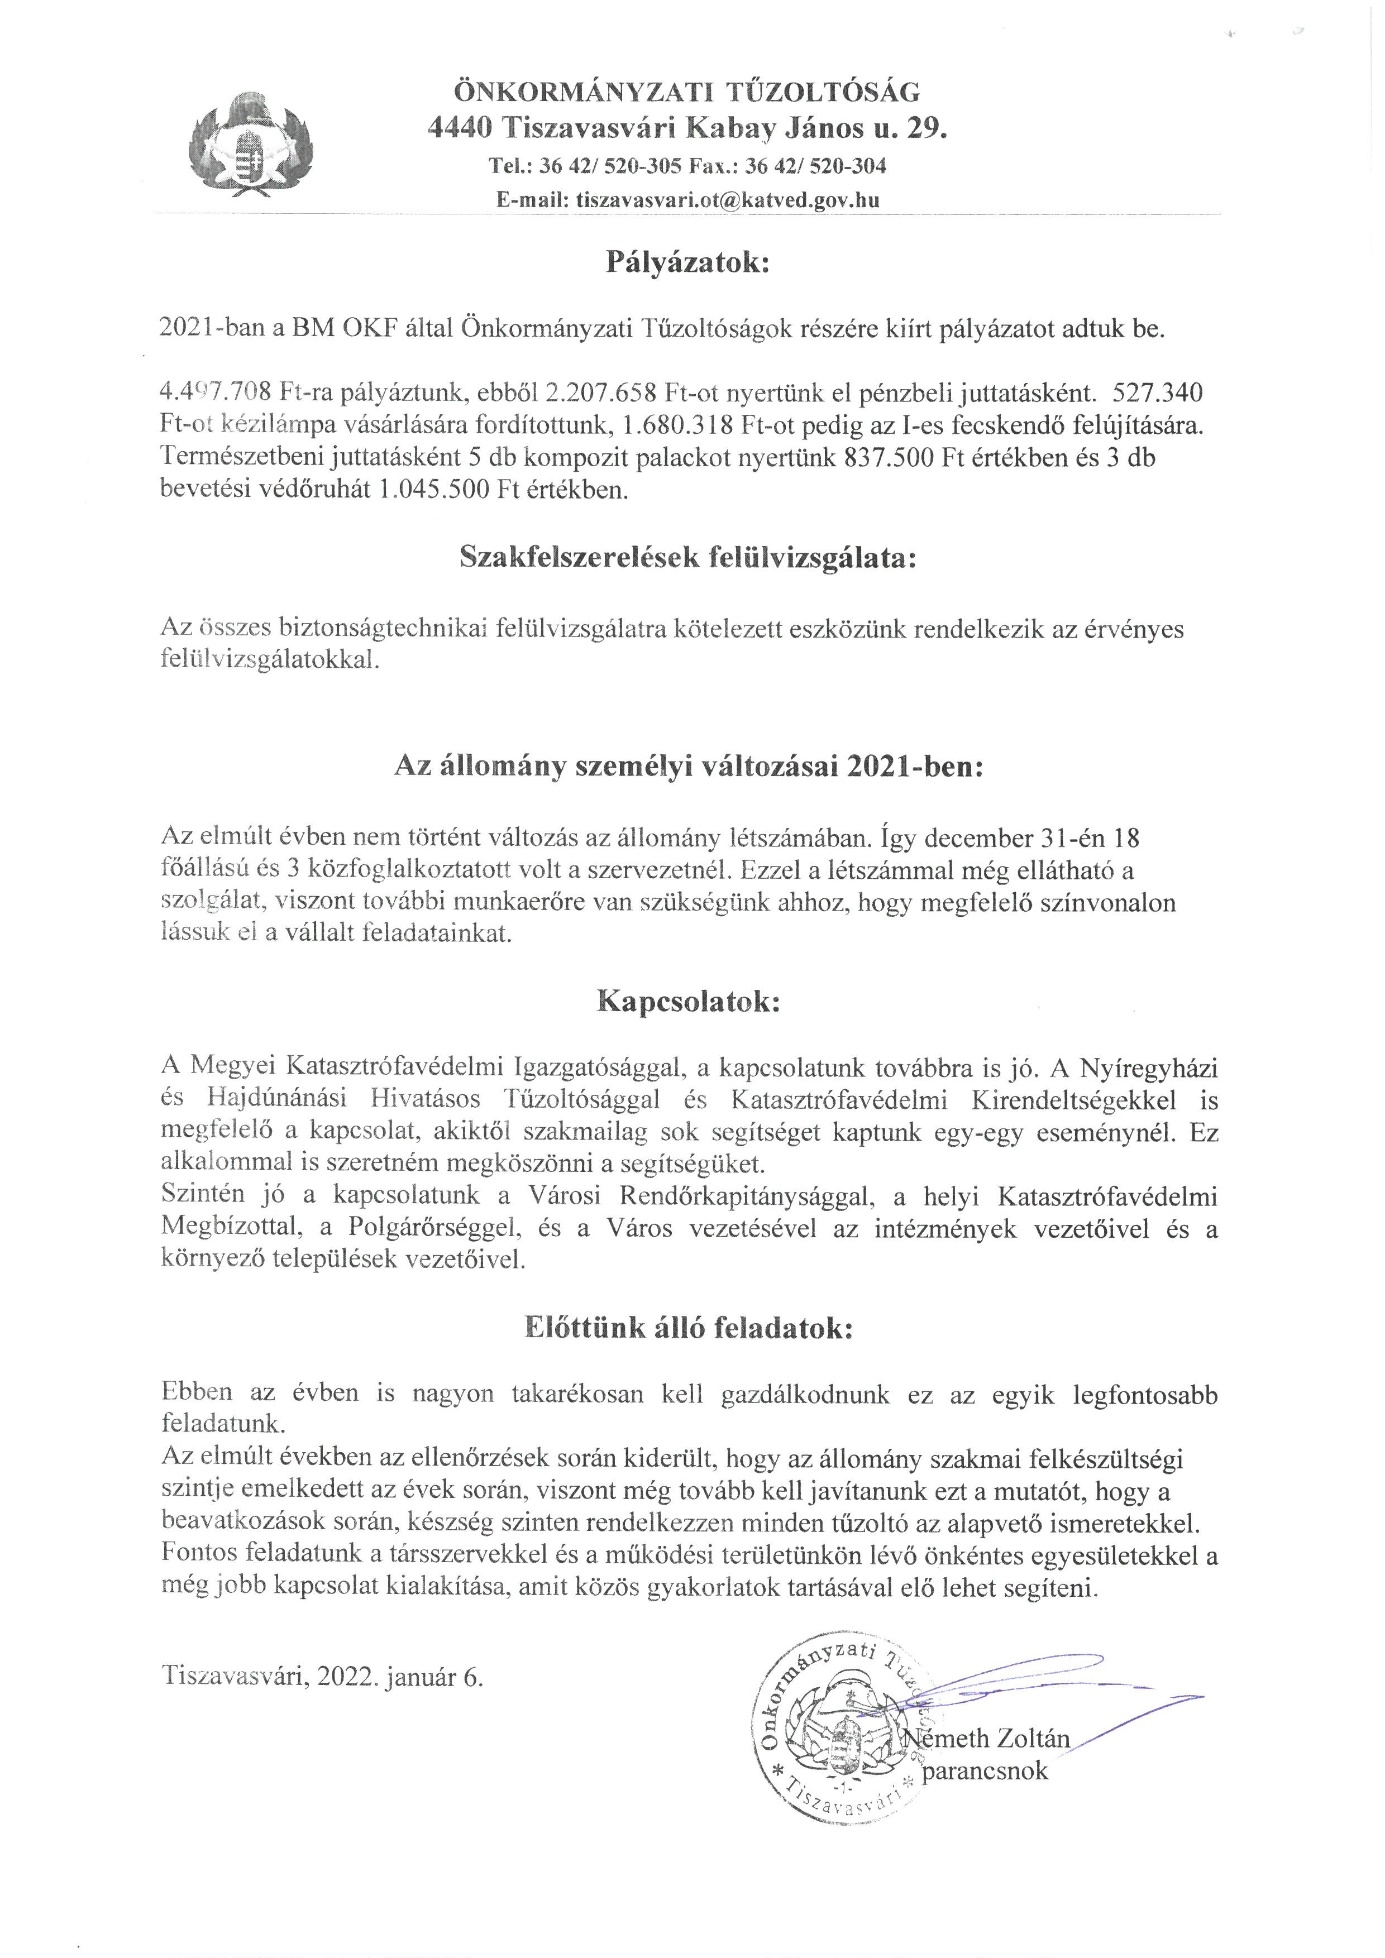 ÖNKORMÁNYZATI TŰZOLTÓSÁG
4440 Tiszavasvári Kabay János u. 29.
Tel.: 36 42/ 520-305 Fax.: 36 42/ 520-304
E-mail: tiszavasvari.ot@katved.gov.hu
Pályázatok:
2021-ban a BM OKF által Önkormányzati Tűzoltóságok részére kiírt pályázatot adtuk be.
4.497.708 Ft-ra pályáztunk, ebből 2.207.658 Ft-ot nyertünk el pénzbeli juttatásként. 527.340
Ft-ot kézilámpa vásárlására fordítottunk, 1.680.318 Ft-ot pedig az I-es fecskendő felújítására.
Természetbeni juttatásként 5 db kompozit palackot nyertünk 837.500 Ft értékben és 3 db
bevetési védőruhát 1.045.500 Ft értékben.
Szakfelszerelések felülvizsgálata:
Az összes biztonságtechnikai felülvizsgálatra kötelezett eszközünk rendelkezik az érvényes
felülvizsgálatokkal.
Az állomány személyi változásai 2021-ben:
Az elmúlt évben nem történt változás az állomány létszámában. Így december 31-én 18
főállású és 3 közfoglalkoztatott volt a szervezetnél. Ezzel a létszámmal még ellátható a
szolgálat, viszont további munkaerőre van szükségünk ahhoz, hogy megfelelő színvonalon
lássuk el a vállalt feladatainkat.
Kapcsolatok:
A Megyei Katasztrófavédelmi Igazgatósággal, a kapcsolatunk továbbra is jó. A Nyíregyházi
és Hajdúnánási Hivatásos Tűzoltósággal és Katasztrófavédelmi Kirendeltségekkel is
megfelelő a kapcsolat, akiktől szakmailag sok segítséget kaptunk egy-egy eseménynél. Ez
alkalommal is szeretném megköszönni a segítségüket.
Szintén jó a kapcsolatunk a Városi Rendőrkapitánysággal, a helyi Katasztrófavédelmi
Megbízottal, a Polgárőrséggel, és a Város vezetésével az intézmények vezetőivel és a
környező települések vezetőivel.
Előttünk álló feladatok:
Ebben az évben is nagyon takarékosan kell gazdálkodnunk ez az egyik legfontosabb
feladatunk.
Az elmúlt években az ellenőrzések során kiderült, hogy az állomány szakmai felkészültségi
szintje emelkedett az évek során, viszont még tovább kell javítanunk ezt a mutatót, hogy a
beavatkozások során, készség szinten rendelkezzen minden tűzoltó az alapvető ismeretekkel.
Fontos feladatunk a társszervekkel és a működési területünkön lévő önkéntes egyesületekkel a
még jobb kapcsolat kialakítása, amit közös gyakorlatok tartásával elő lehet segíteni.
Tiszavasvári, 2022. január 6.
Önkormányzati Tűzoltóság
* Tiszavasvári *
-1-
Németh Zoltán
parancsnok